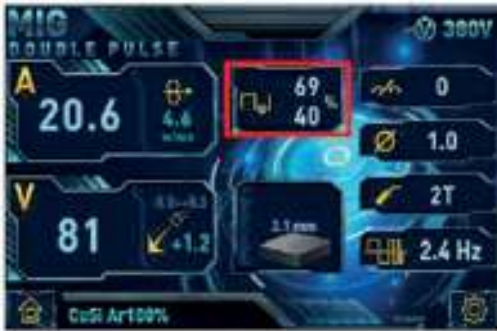 MIG
DOUBLE PULSE
380V
A
20.6
4.6
m/min
69
40
%
0
1.0
V
81
+1.2
3.1 mm
2T
2.4 Hz
CuSi Ar100%